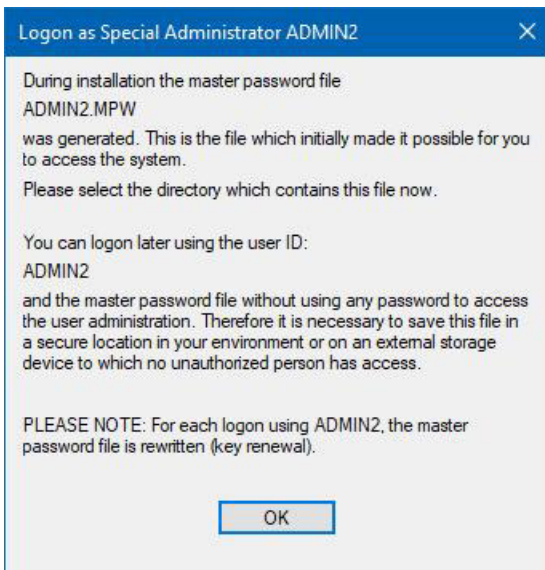 Logon as Special Administrator ADMIN2
During installation the master password file
ADMIN2.MPW
was generated. This is the file which initially made it possible for you
to access the system.
Please select the directory which contains this file now.
You can logon later using the user ID:
ADMIN2
and the master password file without using any password to access
the user administration. Therefore it is necessary to save this file in
a secure location in your environment or on an external storage
device to which no unauthorized person has access.
PLEASE NOTE: For each logon using ADMIN2, the master
password file is rewritten (key renewal).
OK